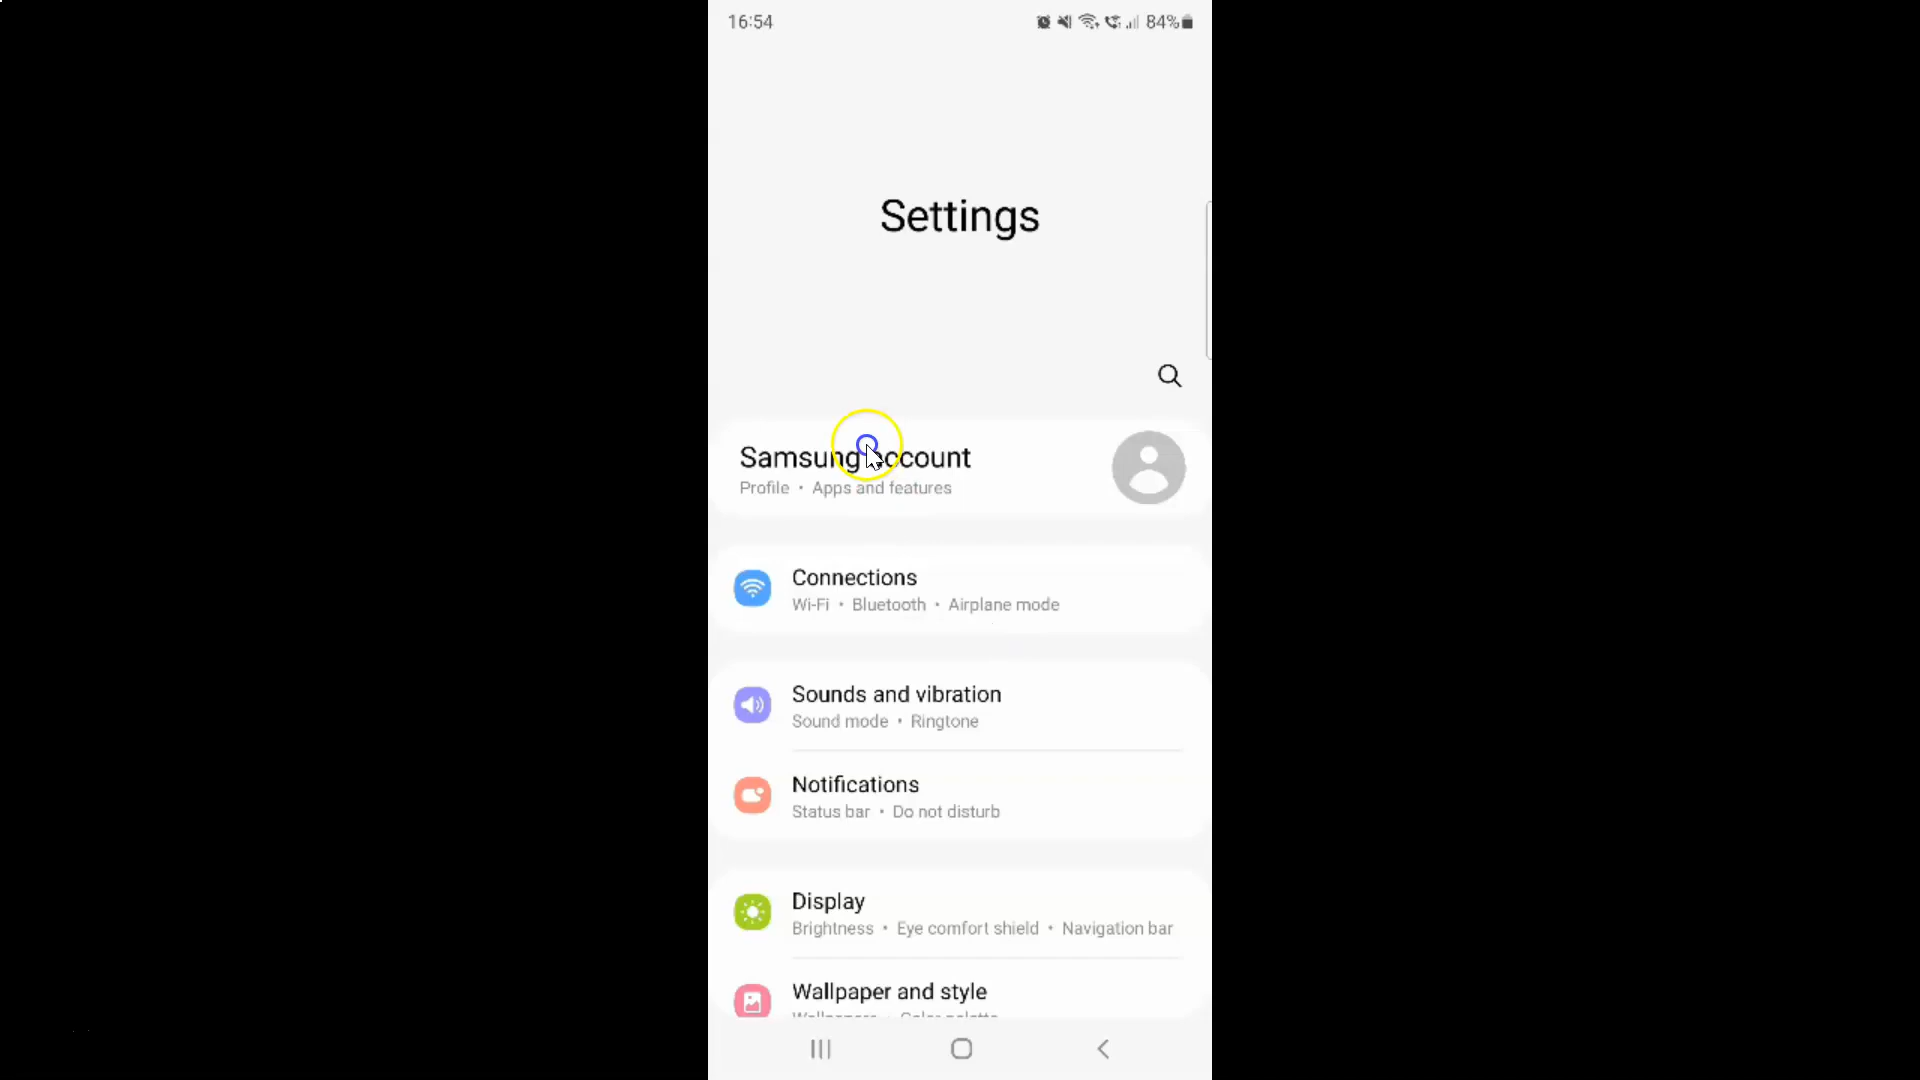 16:54
84%
Settings
Samsung account
Profile • Apps and features
Connections
Wi-Fi • Bluetooth • Airplane mode
Sounds and vibration
Sound mode • Ringtone
Notifications
Status bar • Do not disturb
Display
Brightness • Eye comfort shield • Navigation bar
Wallpaper and style